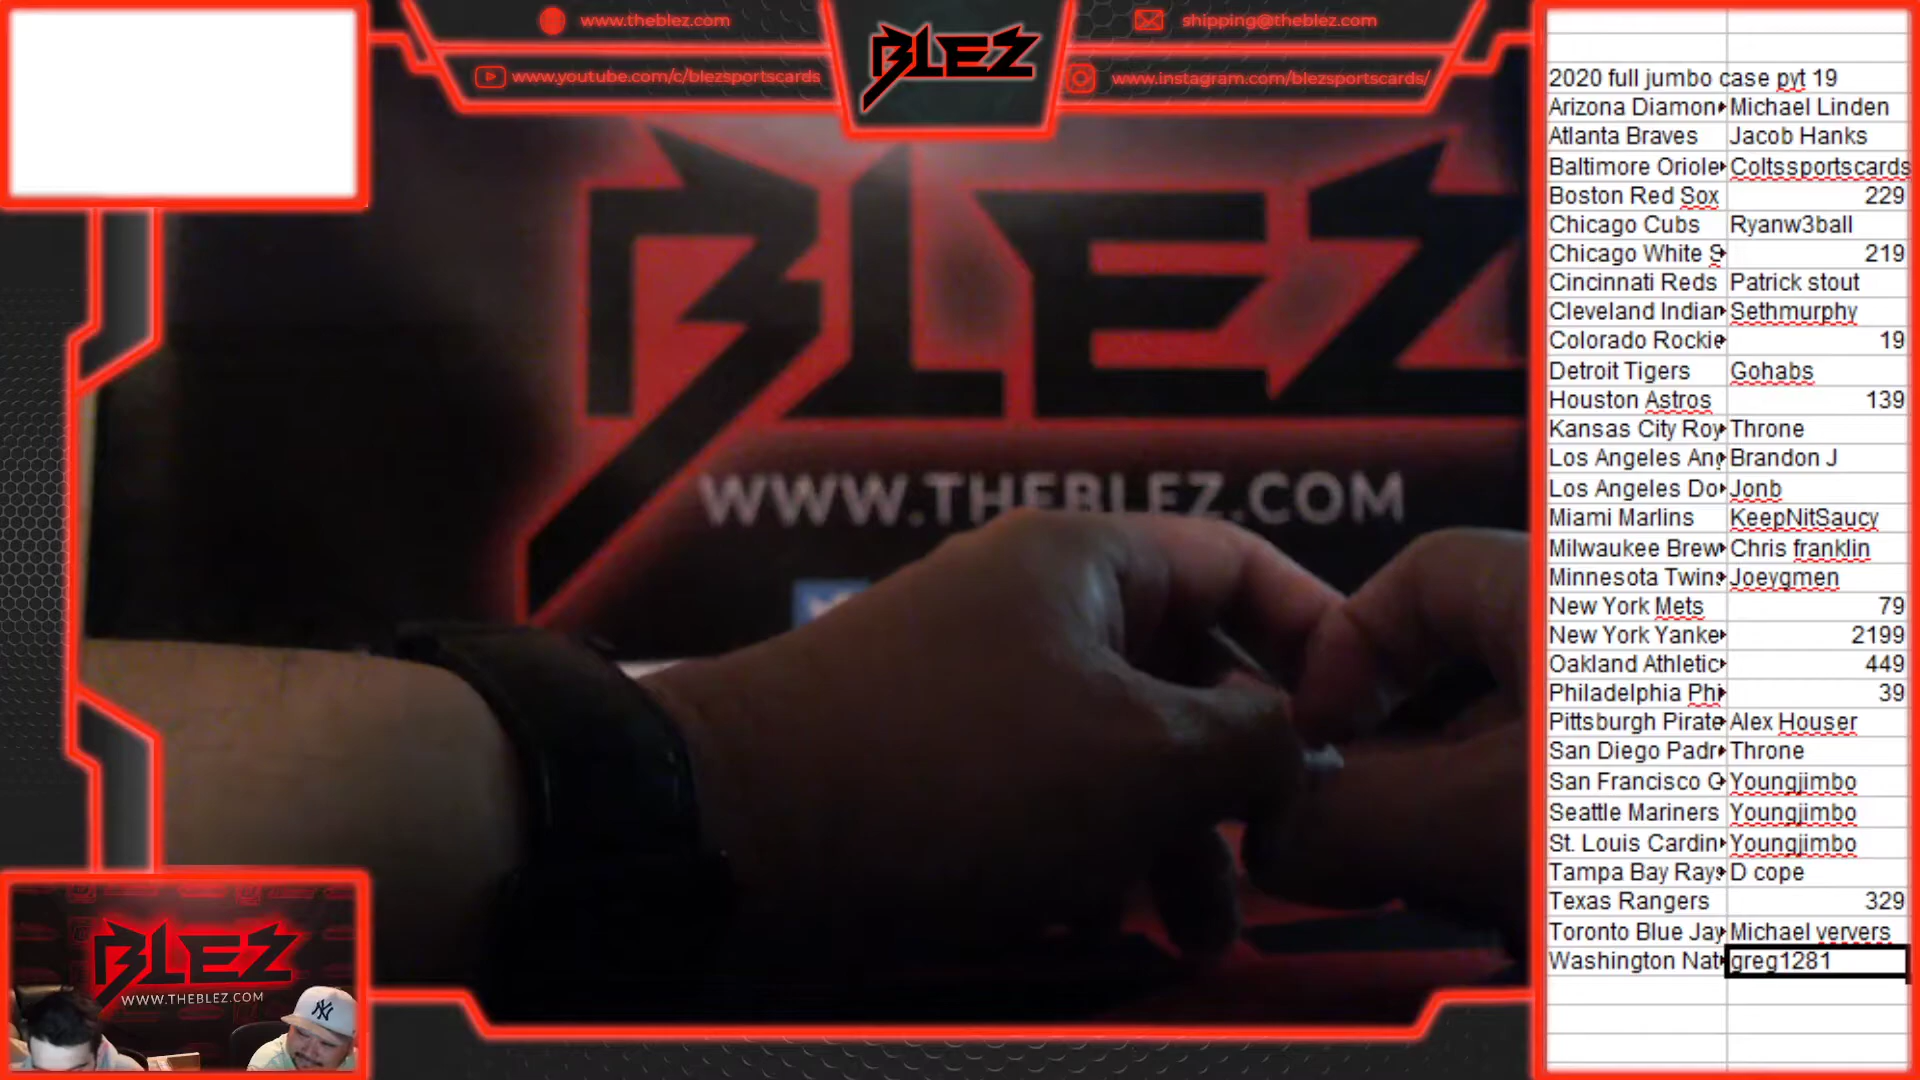 www.theblez.com
www.youtube.com/c/blezsportscards
BLEZ
shipping@theblez.com
www.instagram.com/blezsportscards/
BLEZ
WWW.THEBLEZ.COM
BLEZ
WWW.THEBLEZ.COM
NY
2020 full jumbo case pyt 19
Arizona Diamon Michael Linden
Atlanta Braves Jacob Hanks
Baltimore Oriole Coltssportscards
Boston Red Sox 229
Chicago Cubs Ryanw3ball
Chicago White S 219
Cincinnati Reds Patrick stout
Cleveland Indian Sethmurphy
Colorado Rockie 19
Detroit Tigers Gohabs
Houston Astros 139
Kansas City Roy Throne
Los Angeles Ang Brandon J
Los Angeles Do Jonb
Miami Marlins KeepNitSaucy
Milwaukee Brew Chris franklin
Minnesota Twins Joeygmen
New York Mets 79
New York Yanke 2199
Oakland Athletic 449
Philadelphia Phi 39
Pittsburgh Pirate Alex Houser
San Diego Padr Throne
San Francisco G Youngjimbo
Seattle Mariners Youngjimbo
St. Louis Cardin Youngjimbo
Tampa Bay Rays D cope
Texas Rangers 329
Toronto Blue Jay Michael ververs
Washington Nat greg1281